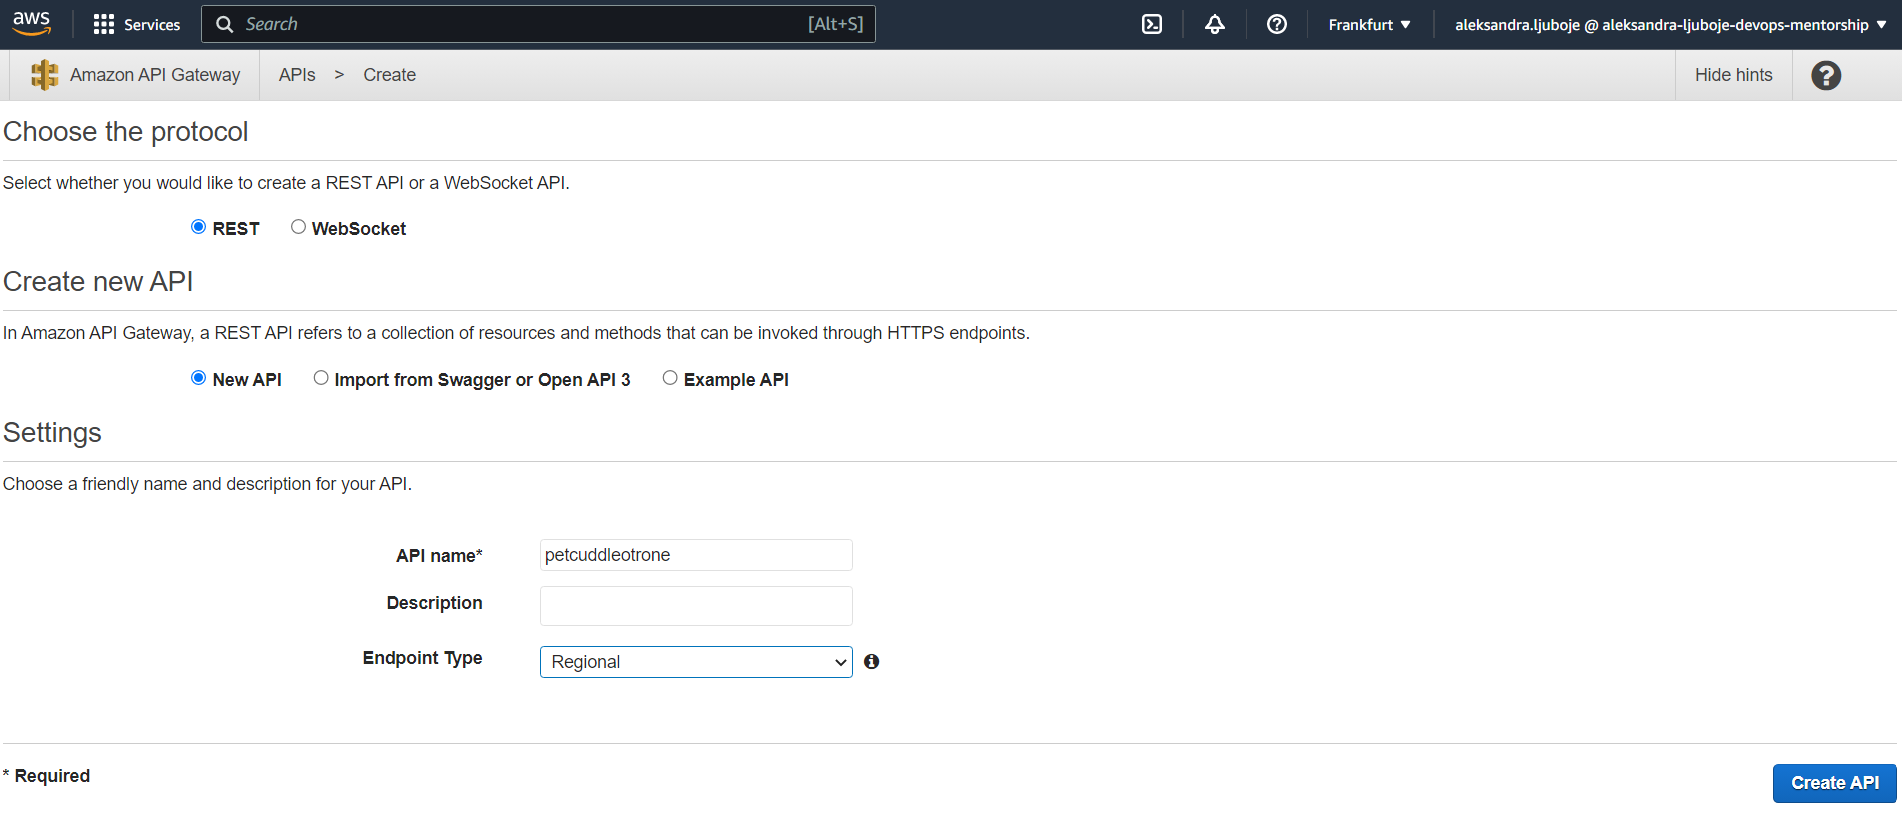 aws Services Search [Alt+S] Frankfurt ▼ aleksandra.ljuboje @ aleksandra-ljuboje-devops-mentorship ▼
Amazon API Gateway APIs > Create Hide hints ?
Choose the protocol
Select whether you would like to create a REST API or a WebSocket API.
REST WebSocket
Create new API
In Amazon API Gateway, a REST API refers to a collection of resources and methods that can be invoked through HTTPS endpoints.
New API Import from Swagger or Open API 3 Example API
Settings
Choose a friendly name and description for your API.
API name* petcuddleotrone
Description
Endpoint Type Regional
* Required Create API